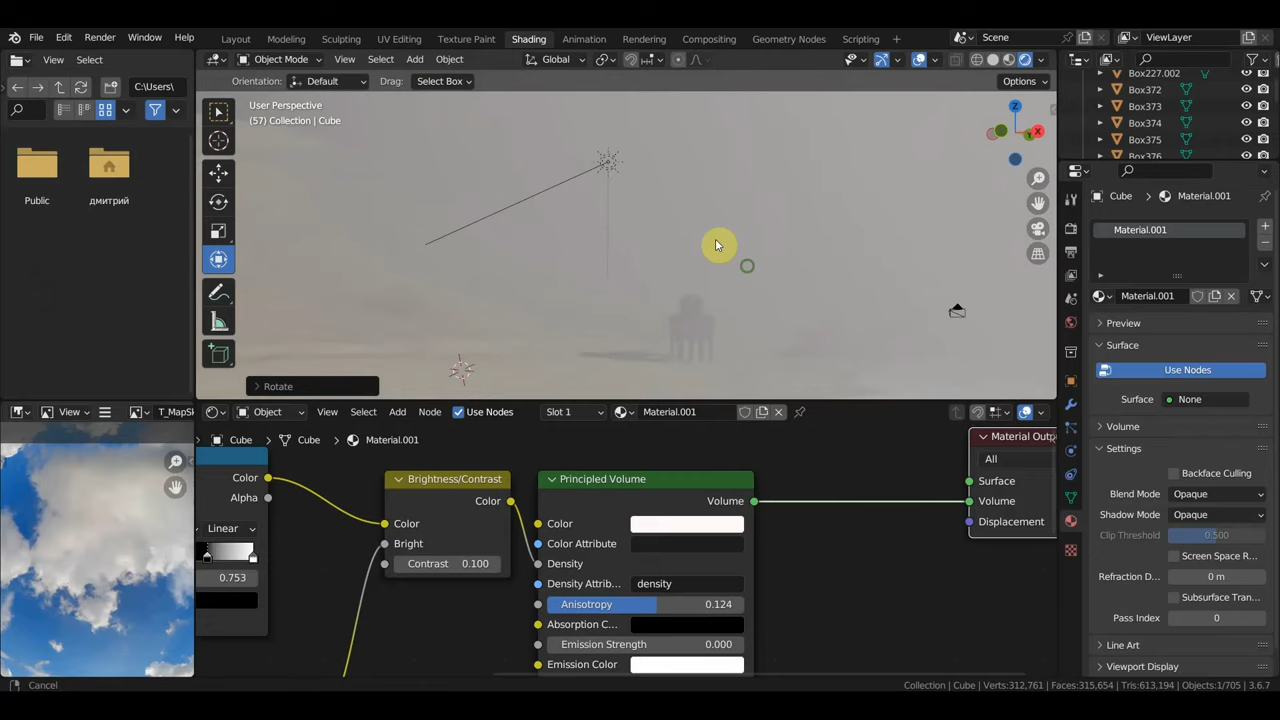 File Edit Render Window Help
Layout Modeling Sculpting UV Editing Texture Paint Shading Animation Rendering Compositing Geometry Nodes Scripting
Scene ViewLayer
View Select
Object Mode View Select Add Object Global
Orientation: Default Drag: Select Box Options
C:\Users\
Public дмитрий
User Perspective
(57) Collection | Cube
Z
X
Y
Box227.002
Box372
Box373
Box374
Box375
Box376
Cube Material.001
Material.001
Material.001
Preview
Surface
Use Nodes
Surface None
Volume
Settings
Backface Culling
Blend Mode Opaque
Shadow Mode Opaque
Clip Threshold 0.500
Screen Space R...
Refraction D... 0 m
Subsurface Tran...
Pass Index 0
Line Art
Viewport Display
Rotate
View T_MapSk
Object View Select Add Node Use Nodes Slot 1 Material.001
Cube Cube Material.001
Color
Alpha
Linear
0.753
Brightness/Contrast
Color
Color
Bright
Contrast 0.100
Principled Volume
Volume
Color
Color Attribute
Density
Density Attrib... density
Anisotropy 0.124
Absorption C...
Emission Strength 0.000
Emission Color
Material Outp
All
Surface
Volume
Displacement
Cancel
Collection | Cube | Verts:312,761 | Faces:315,654 | Tris:613,194 | Objects:1/705 | 3.6.7